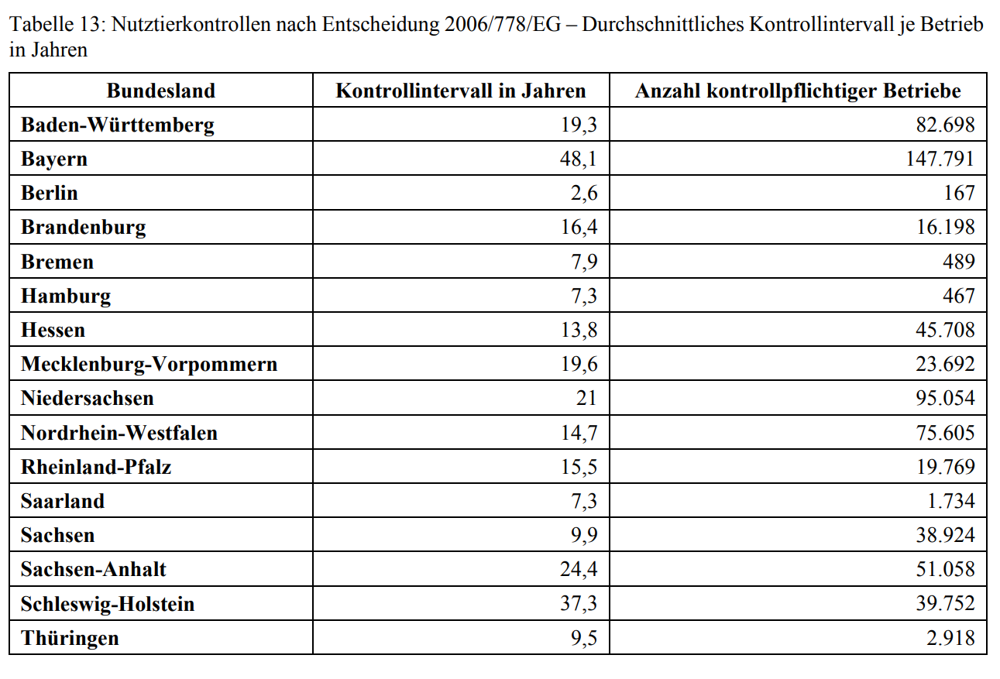 Tabelle 13: Nutztierkontrollen nach Entscheidung 2006/778/EG – Durchschnittliches Kontrollintervall je Betrieb
in Jahren
Bundesland Kontrollintervall in Jahren Anzahl kontrollpflichtiger Betriebe
Baden-Württemberg 19,3 82.698
Bayern 48,1 147.791
Berlin 2,6 167
Brandenburg 16,4 16.198
Bremen 7,9 489
Hamburg 7,3 467
Hessen 13,8 45.708
Mecklenburg-Vorpommern 19,6 23.692
Niedersachsen 21 95.054
Nordrhein-Westfalen 14,7 75.605
Rheinland-Pfalz 15,5 19.769
Saarland 7,3 1.734
Sachsen 9,9 38.924
Sachsen-Anhalt 24,4 51.058
Schleswig-Holstein 37,3 39.752
Thüringen 9,5 2.918